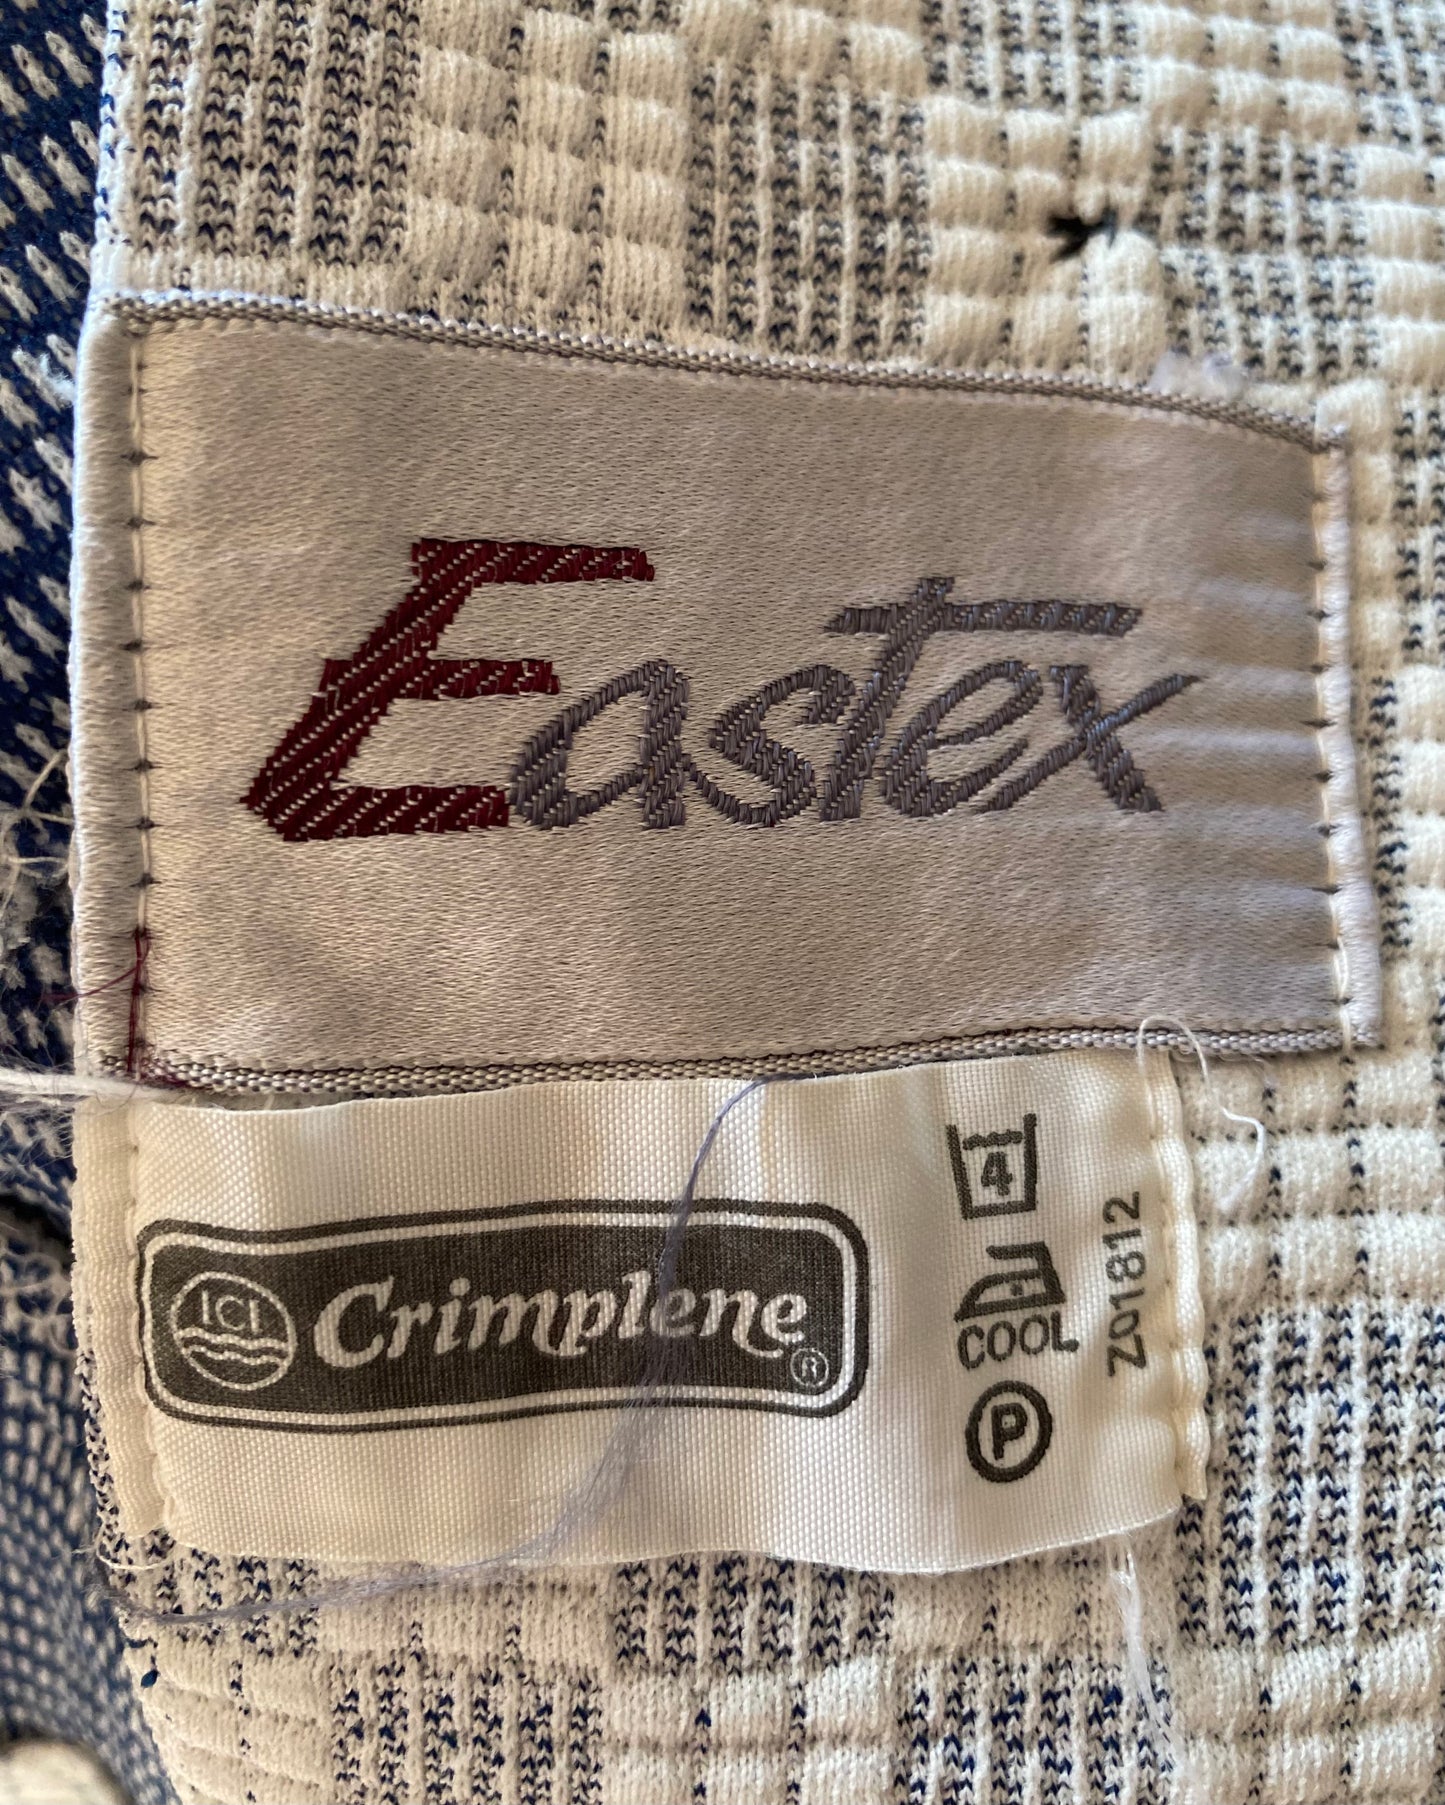 Eastex
ICI Crimplene ®
4
COOL
P
Z01812